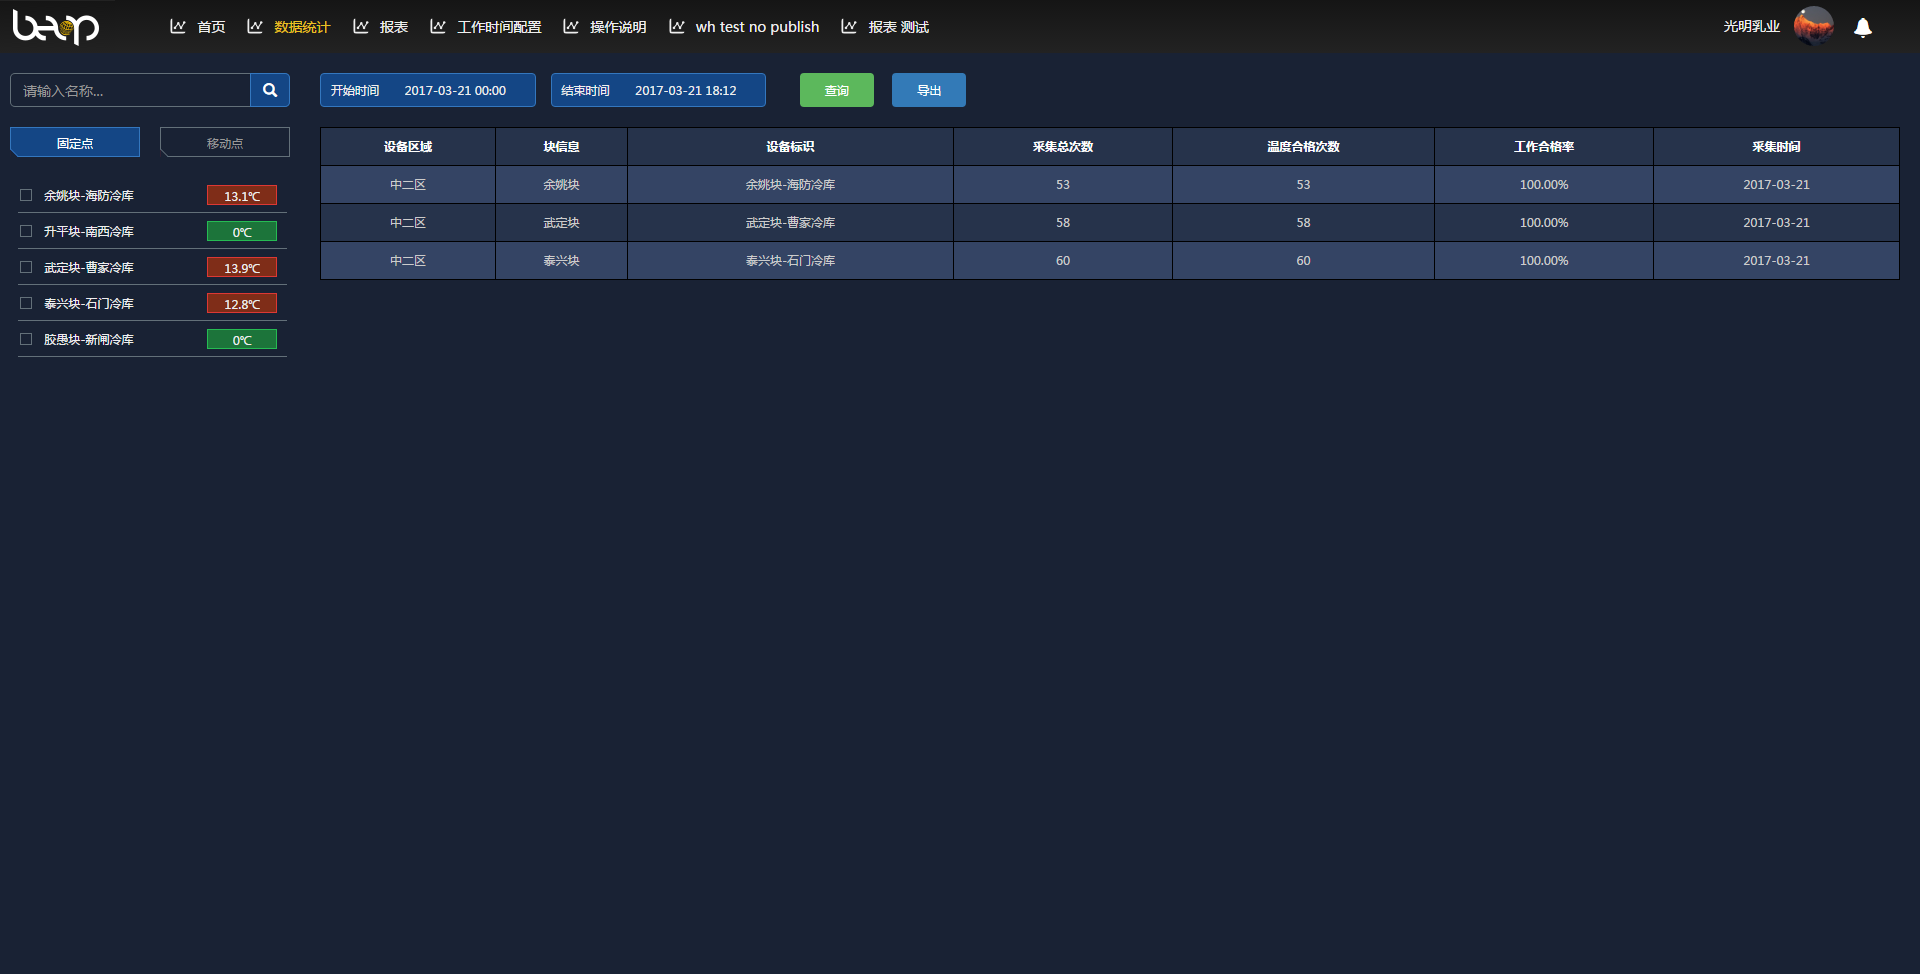 beop 首页 数据统计 报表 工作时间配置 操作说明 wh test no publish 报表 测试 光明乳业
请输入名称... 开始时间 2017-03-21 00:00 结束时间 2017-03-21 18:12 查询 导出
固定点 移动点
余姚块-海防冷库 13.1℃
升平块-南西冷库 0℃
武定块-曹家冷库 13.9℃
泰兴块-石门冷库 12.8℃
胶愚块-新闸冷库 0℃
设备区域 块信息 设备标识 采集总次数 温度合格次数 工作合格率 采集时间
中二区 余姚块 余姚块-海防冷库 53 53 100.00% 2017-03-21
中二区 武定块 武定块-曹家冷库 58 58 100.00% 2017-03-21
中二区 泰兴块 泰兴块-石门冷库 60 60 100.00% 2017-03-21